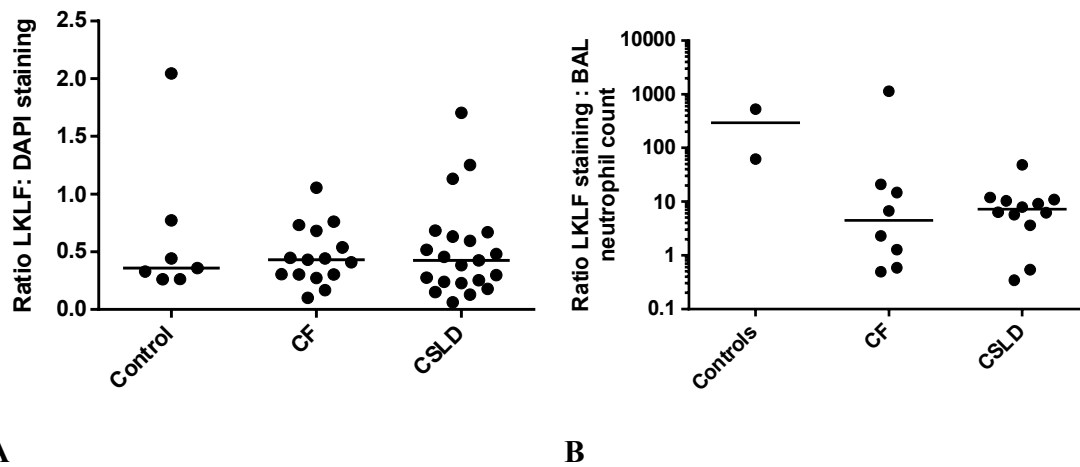 Ratio LKLF: DAPI staining
2.5
2.0
1.5
1.0
0.5
0.0
Control
CF
CSLD
A
Ratio LKLF staining : BAL
neutrophil count
10000
1000
100
10
1
0.1
Controls
CF
CSLD
B